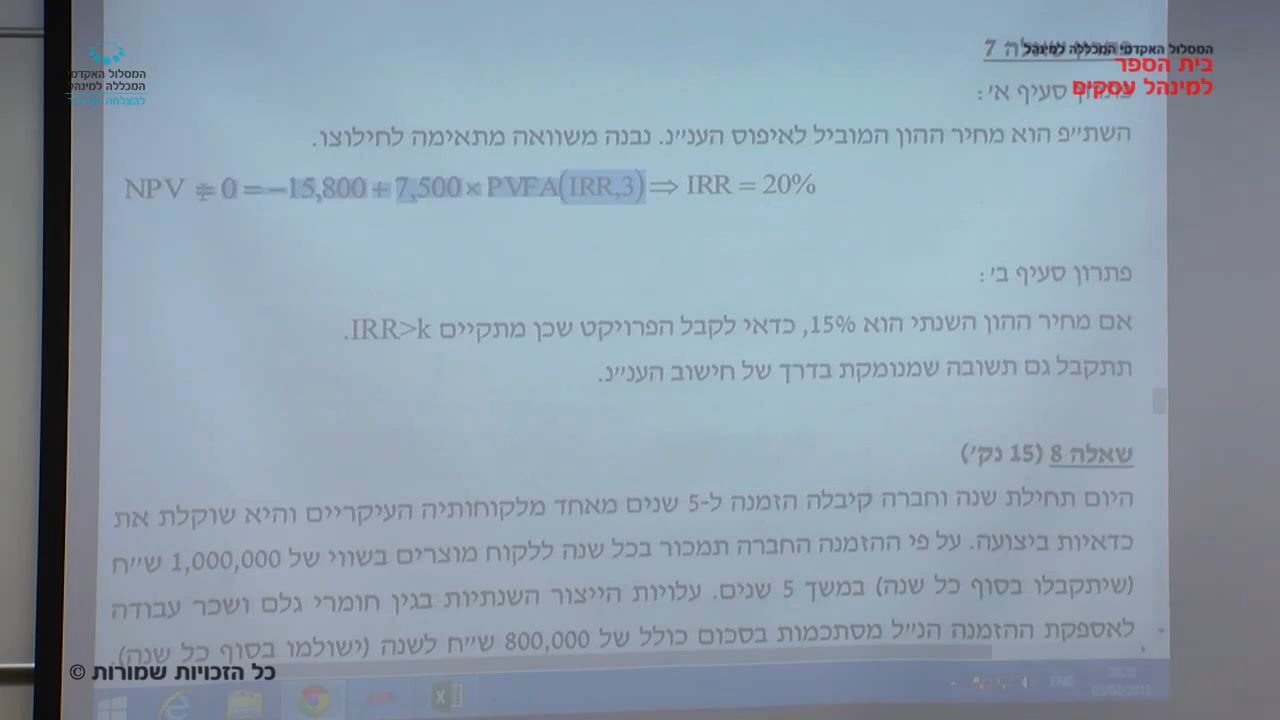 המסלול האקדמי המכללה למינהל
בית הספר
למינהל עסקים
המסלול האקדמי
המכללה למינהל
פתרון שאלה 7
פתרון סעיף א':
השת״פ הוא מחיר ההון המוביל לאיפוס הענ״נ. נבנה משוואה מתאימה לחילוצו.
NPV = 0 = −15,800 + 7,500 × PVFA(IRR,3) ⇒ IRR = 20%
פתרון סעיף ב':
אם מחיר ההון השנתי הוא 15%, כדאי לקבל הפרויקט שכן מתקיים IRR>k.
תתקבל גם תשובה שמנומקת בדרך של חישוב הענ״נ.
שאלה 8 (15 נק')
היום תחילת שנה וחברה קיבלה הזמנה ל-5 שנים מאחד מלקוחותיה העיקריים והיא שוקלת את
כדאיות ביצועה. על פי ההזמנה החברה תמכור בכל שנה ללקוח מוצרים בשווי של 1,000,000 ש״ח
(שיתקבלו בסוף כל שנה) במשך 5 שנים. עלויות הייצור השנתיות בגין חומרי גלם ושכר עבודה
לאספקת ההזמנה הנ״ל מסתכמות בסכום כולל של 800,000 ש״ח לשנה (ישולמו בסוף כל שנה).
כל הזכויות שמורות ©
ENG